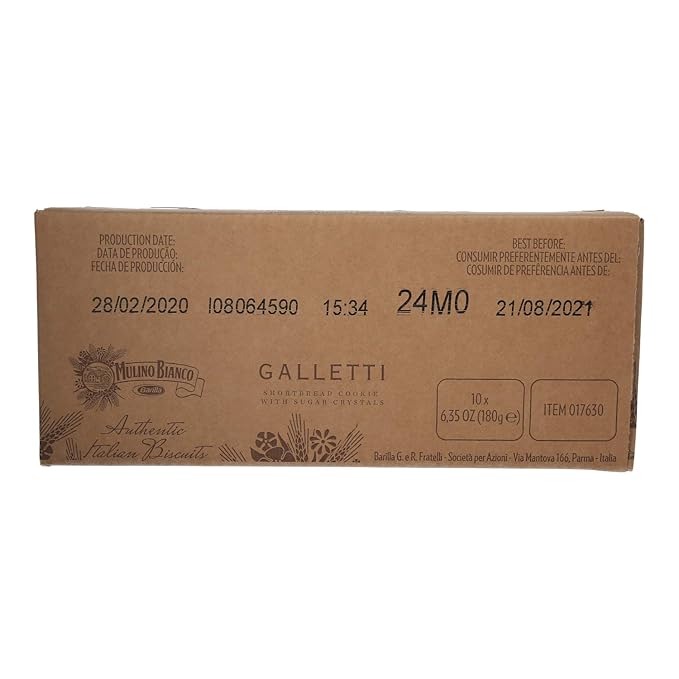 PRODUCTION DATE:
DATA DE PRODUÇÃO:
FECHA DE PRODUCIÓN:
BEST BEFORE:
CONSUMIR PREFERENTEMENTE ANTES DEL:
COSUMIR DE PREFERÊNCIA ANTES DE:
28/02/2020 I08064590 15:34 24M0 21/08/2021
MULINO BIANCO
Barilla
GALLETTI
SHORTBREAD COOKIE
WITH SUGAR CRYSTALS
10 x
6,35 OZ (180g e)
ITEM 017630
Authentic
Italian Biscuits
Barilla G. e R. Fratelli - Società per Azioni - Via Mantova 166, Parma - Italia